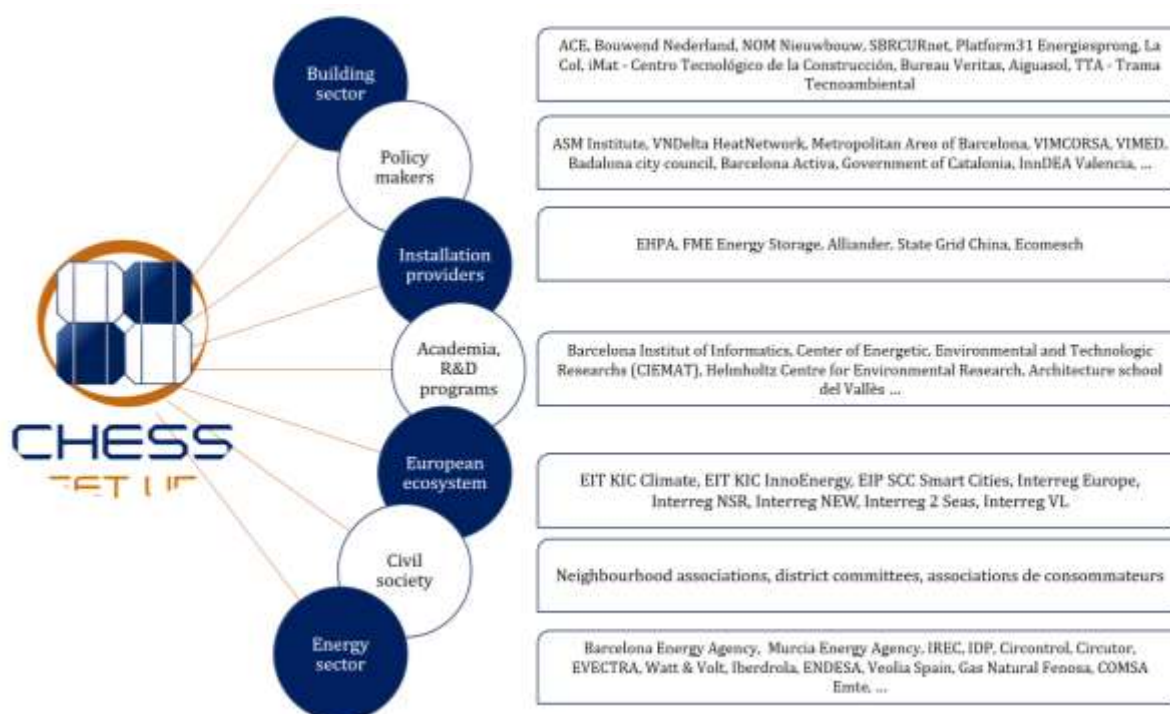 Building
sector
ACE, Bouwend Nederland, NOM Nieuwbouw, SBRCURnet, Platform31 Energiesprong, La
Col, iMat - Centro Tecnológico de la Construcción, Bureau Veritas, Aiguasol, TTA - Trama
Tecnoambiental
Policy
makers
ASM Institute, VNDelta HeatNetwork, Metropolitan Areo of Barcelona, VIMCORSA, VIMED.
Badalona city council, Barcelona Activa, Government of Catalonia, InnDEA Valencia, ...
Installation
providers
EHPA, FME Energy Storage, Alliander, State Grid China, Ecomesch
Academia,
R&D
programs
Barcelona Institut of Informatics, Center of Energetic, Environmental and Technologic
Researchs (CIEMAT), Helmholtz Centre for Environmental Research, Architecture school
del Vallès ...
CHESS
European
ecosystem
EIT KIC Climate, EIT KIC InnoEnergy, EIP SCC Smart Cities, Interreg Europe,
Interreg NSR, Interreg NEW, Interreg 2 Seas, Interreg VL
Civil
society
Neighbourhood associations, district committees, associations de consommateurs
Energy
sector
Barcelona Energy Agency, Murcia Energy Agency, IREC, IDP, Circontrol, Circutor,
EVECTRA, Watt & Volt, Iberdrola, ENDESA, Veolia Spain, Gas Natural Fenosa, COMSA
Emte, ...